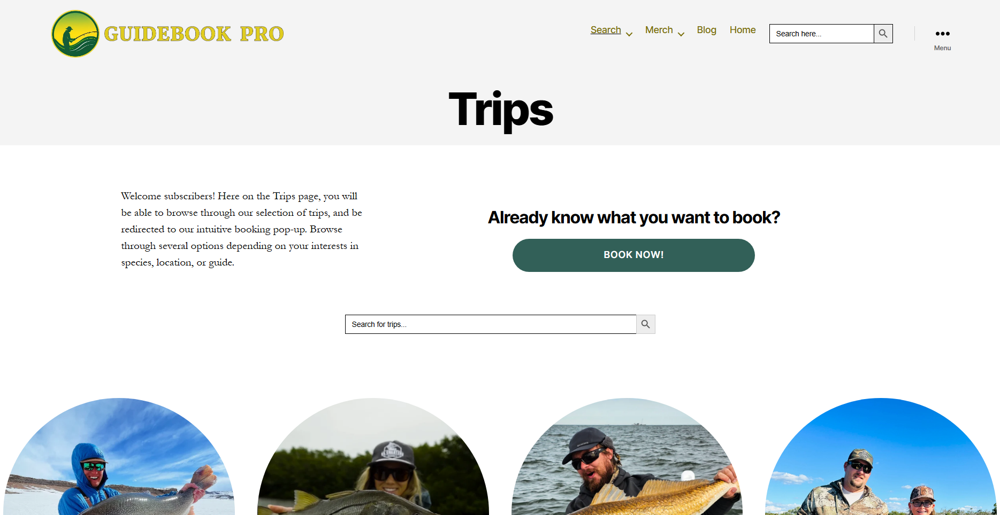 GUIDEBOOK PRO
Search
Merch
Blog
Home
Search here...
Menu
Trips
Welcome subscribers! Here on the Trips page, you will
be able to browse through our selection of trips, and be
redirected to our intuitive booking pop-up. Browse
through several options depending on your interests in
species, location, or guide.
Already know what you want to book?
BOOK NOW!
Search for trips...